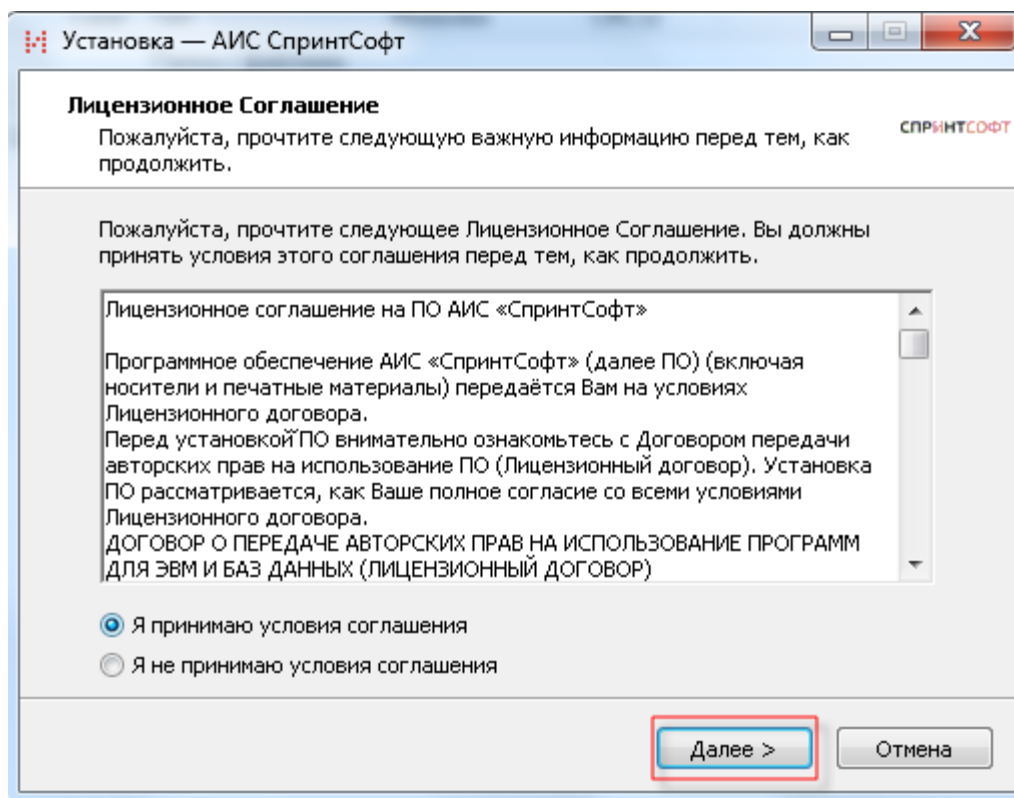 Установка — АИС СпринтСофт
Лицензионное Соглашение
Пожалуйста, прочтите следующую важную информацию перед тем, как
продолжить.
СПРИНТСОФТ
Пожалуйста, прочтите следующее Лицензионное Соглашение. Вы должны
принять условия этого соглашения перед тем, как продолжить.
Лицензионное соглашение на ПО АИС «СпринтСофт»
Программное обеспечение АИС «СпринтСофт» (далее ПО) (включая
носители и печатные материалы) передаётся Вам на условиях
Лицензионного договора.
Перед установкой ПО внимательно ознакомьтесь с Договором передачи
авторских прав на использование ПО (Лицензионный договор). Установка
ПО рассматривается, как Ваше полное согласие со всеми условиями
Лицензионного договора.
ДОГОВОР О ПЕРЕДАЧЕ АВТОРСКИХ ПРАВ НА ИСПОЛЬЗОВАНИЕ ПРОГРАММ
ДЛЯ ЭВМ И БАЗ ДАННЫХ (ЛИЦЕНЗИОННЫЙ ДОГОВОР)
Я принимаю условия соглашения
Я не принимаю условия соглашения
Далее >
Отмена